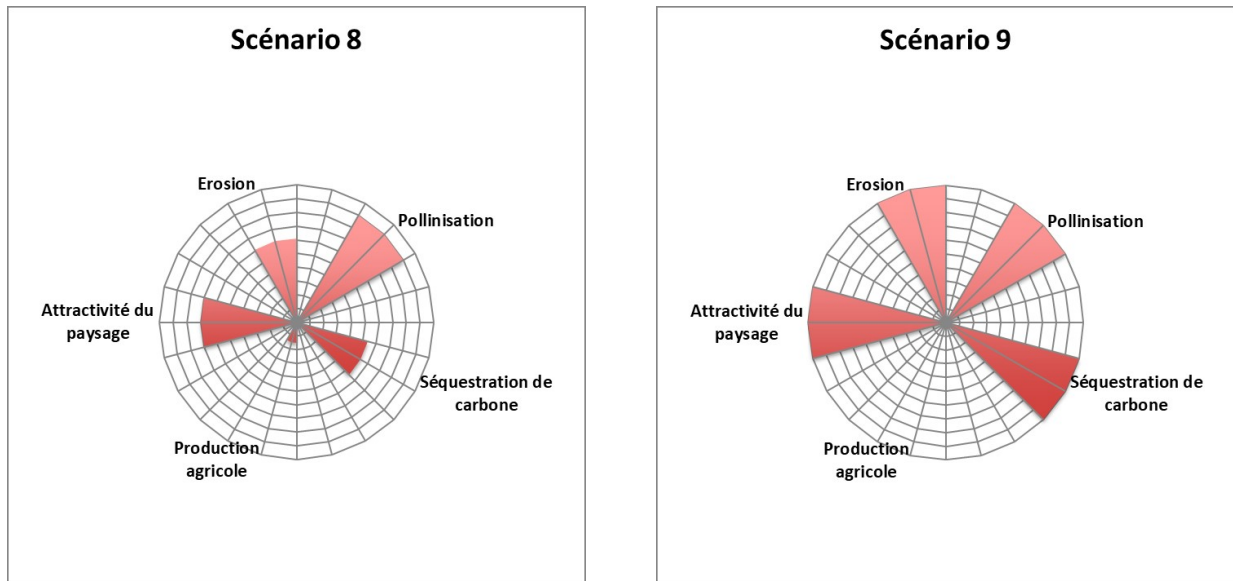 Scénario 8
Erosion
Pollinisation
Attractivité du
paysage
Séquestration de
carbone
Production
agricole
Scénario 9
Erosion
Pollinisation
Attractivité du
paysage
Séquestration de
carbone
Production
agricole